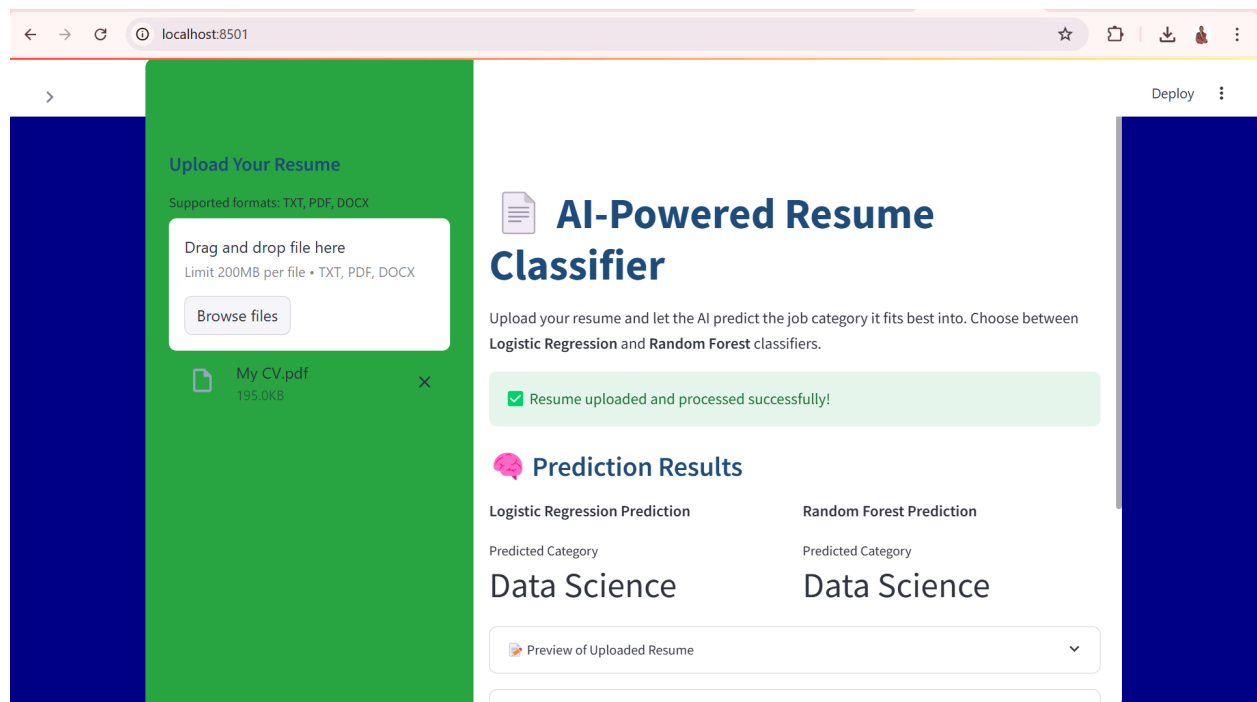 localhost:8501
Deploy
Upload Your Resume
Supported formats: TXT, PDF, DOCX
Drag and drop file here
Limit 200MB per file • TXT, PDF, DOCX
Browse files
My CV.pdf
195.0KB
AI-Powered Resume
Classifier
Upload your resume and let the AI predict the job category it fits best into. Choose between
Logistic Regression and Random Forest classifiers.
Resume uploaded and processed successfully!
Prediction Results
Logistic Regression Prediction
Predicted Category
Data Science
Random Forest Prediction
Predicted Category
Data Science
Preview of Uploaded Resume